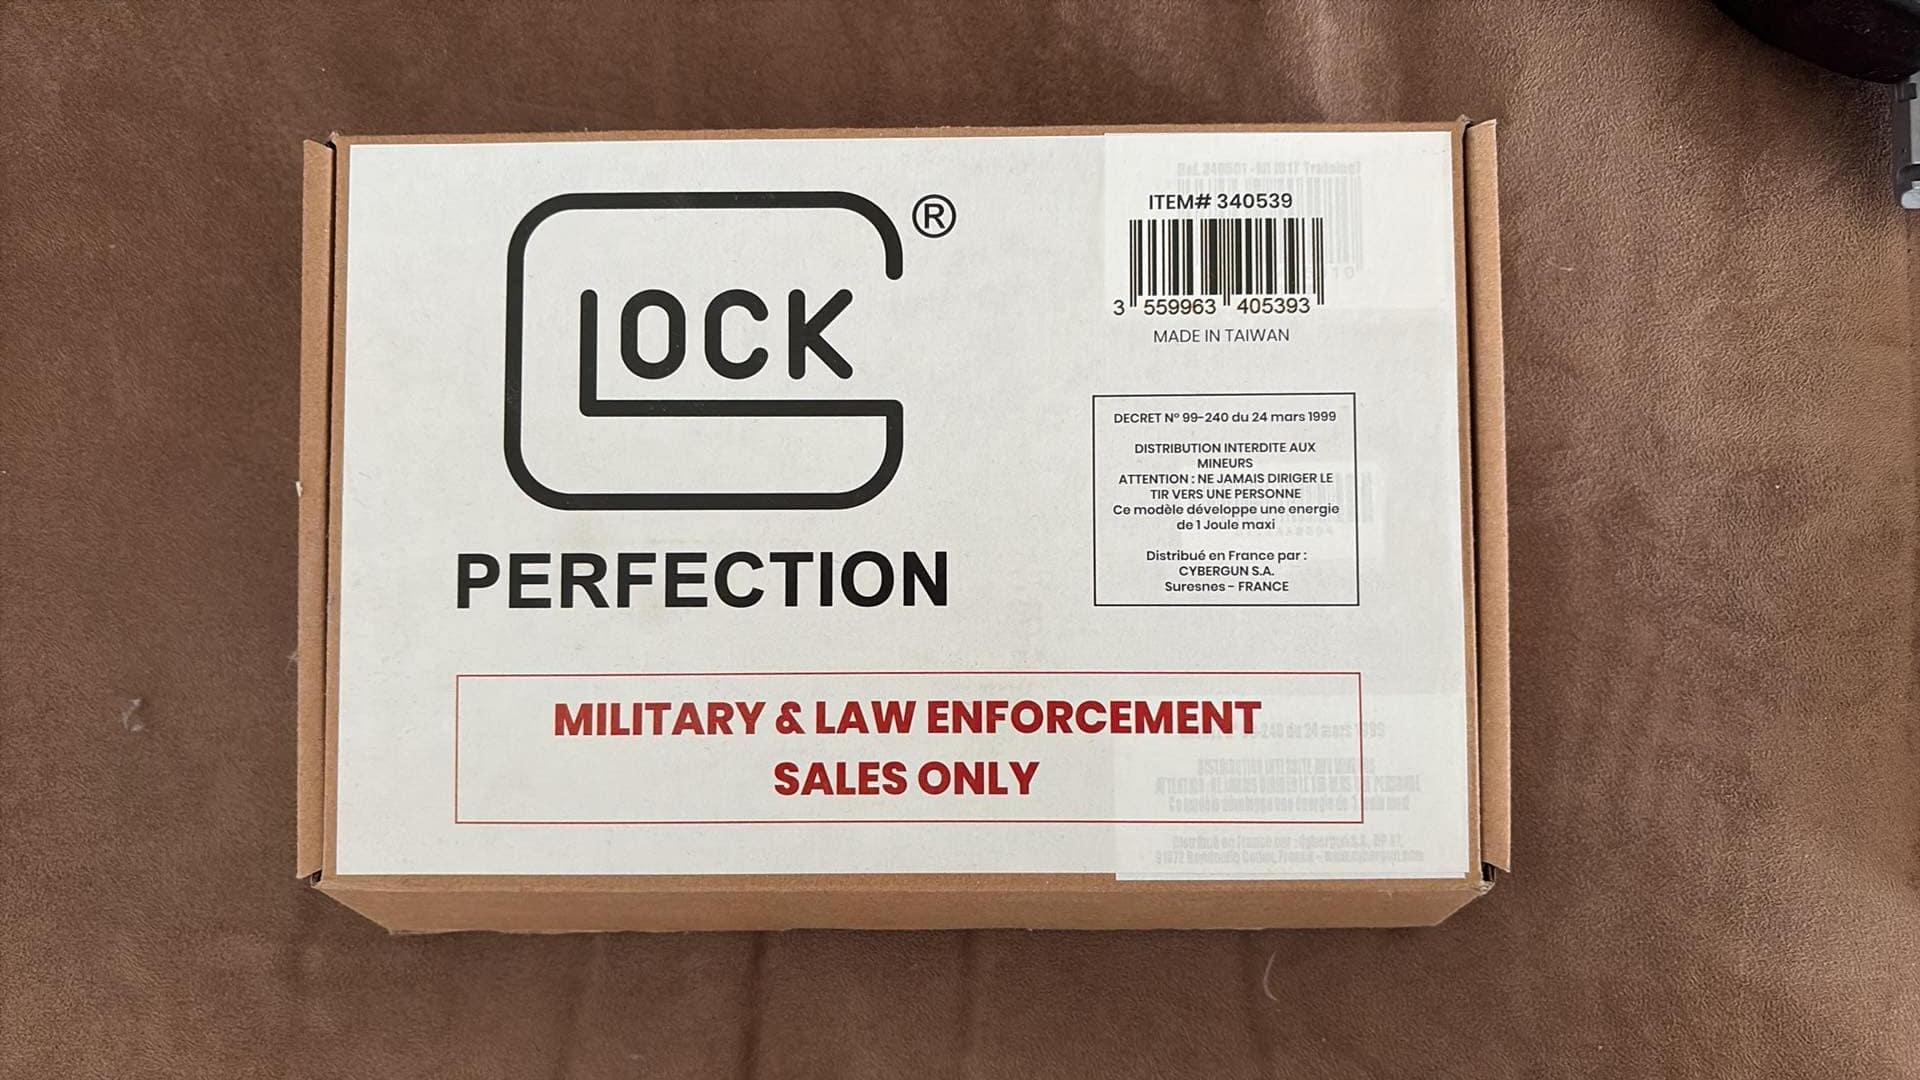 GLOCK ®
PERFECTION
ITEM# 340539
3 559963 405393
MADE IN TAIWAN
DECRET N° 99-240 du 24 mars 1999
DISTRIBUTION INTERDITE AUX
MINEURS
ATTENTION : NE JAMAIS DIRIGER LE
TIR VERS UNE PERSONNE
Ce modèle développe une energie
de 1 Joule maxi
Distribué en France par :
CYBERGUN S.A.
Suresnes - FRANCE
MILITARY & LAW ENFORCEMENT
SALES ONLY